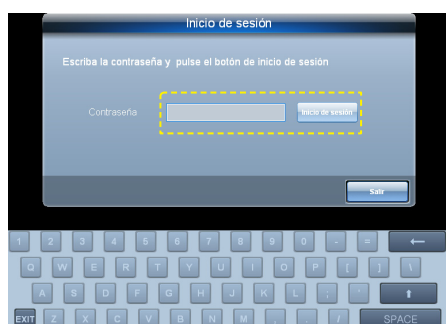 Inicio de sesión
Escriba la contraseña y pulse el botón de inicio de sesión
Contraseña
Inicio de sesión
Salir
1 2 3 4 5 6 7 8 9 0 - = ←
Q W E R T Y U I O P [ ] \
A S D F G H J K L ; ' ⬆
EXIT Z X C V B N M , . / SPACE